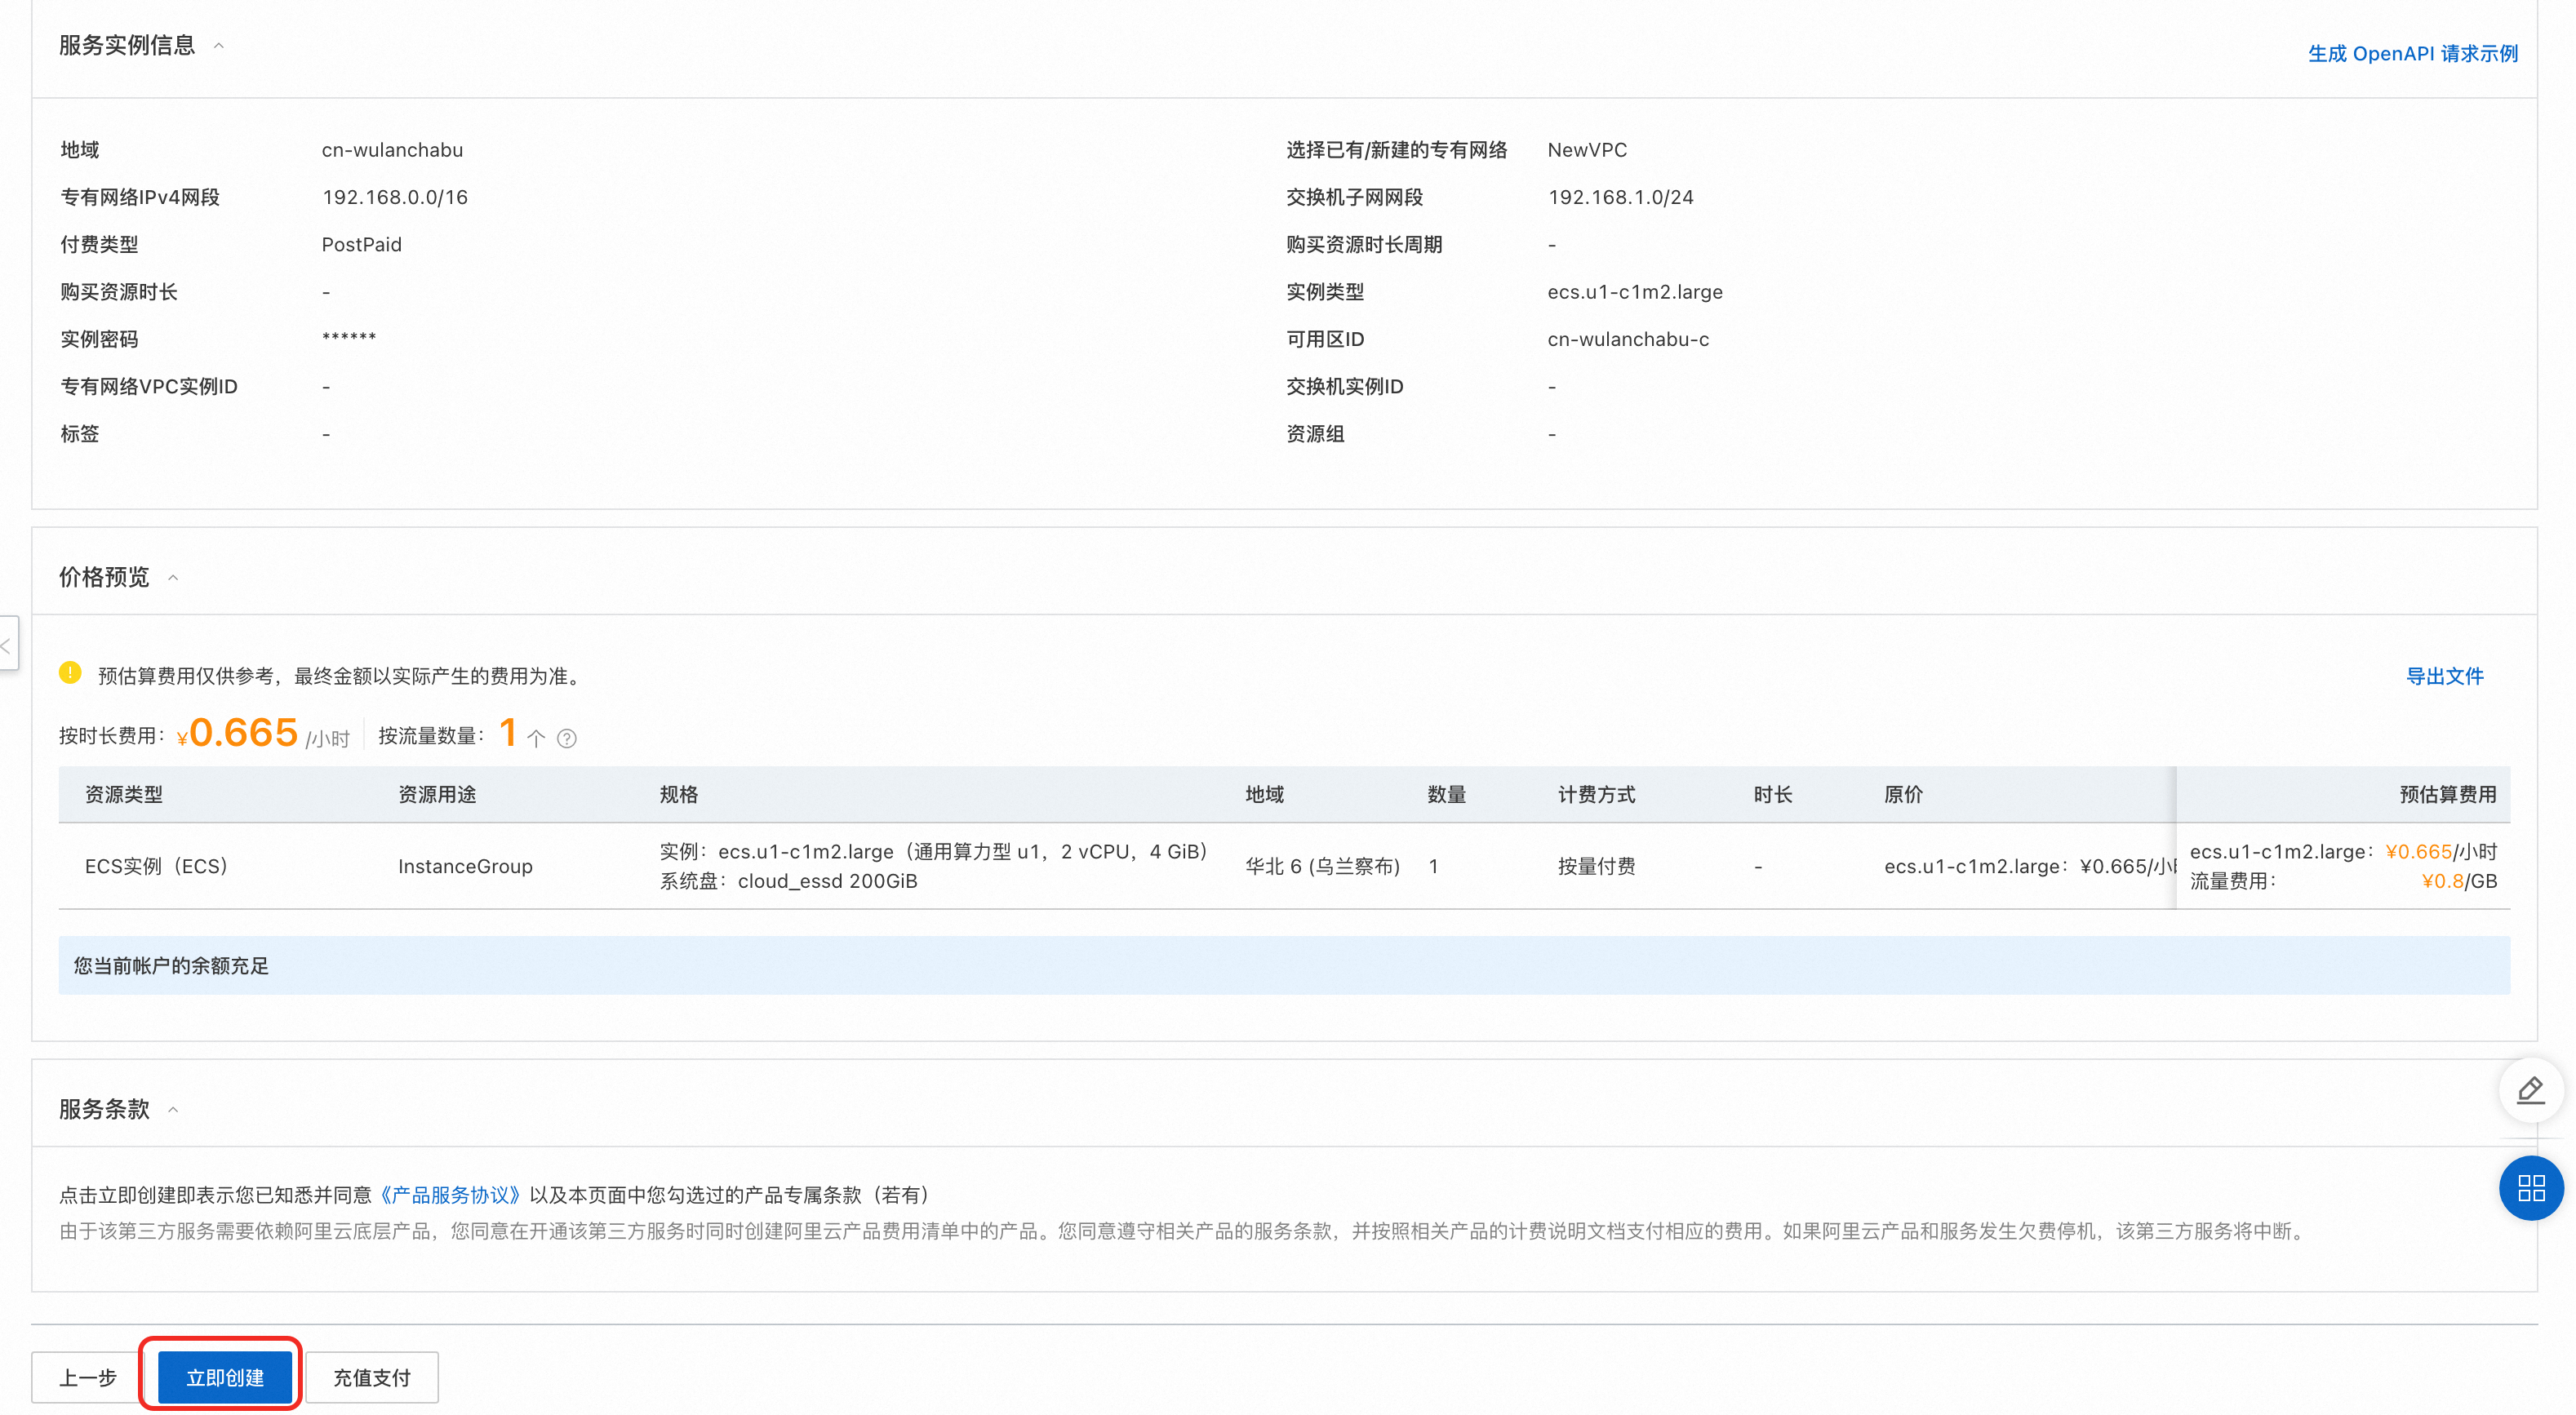 服务实例信息
生成 OpenAPI 请求示例
地域 cn-wulanchabu 选择已有/新建的专有网络 NewVPC
专有网络IPv4网段 192.168.0.0/16 交换机子网网段 192.168.1.0/24
付费类型 PostPaid 购买资源时长周期 -
购买资源时长 - 实例类型 ecs.u1-c1m2.large
实例密码 ****** 可用区ID cn-wulanchabu-c
专有网络VPC实例ID - 交换机实例ID -
标签 - 资源组 -
价格预览
预估算费用仅供参考，最终金额以实际产生的费用为准。 导出文件
按时长费用： ¥0.665 /小时 按流量数量： 1 个
资源类型 资源用途 规格 地域 数量 计费方式 时长 原价 预估算费用
ECS实例（ECS） InstanceGroup 实例：ecs.u1-c1m2.large（通用算力型 u1，2 vCPU，4 GiB） 华北 6 (乌兰察布) 1 按量付费 - ecs.u1-c1m2.large：¥0.665/小 ecs.u1-c1m2.large： ¥0.665/小时
系统盘：cloud_essd 200GiB 流量费用： ¥0.8/GB
您当前帐户的余额充足
服务条款
点击立即创建即表示您已知悉并同意《产品服务协议》以及本页面中您勾选过的产品专属条款（若有）
由于该第三方服务需要依赖阿里云底层产品，您同意在开通该第三方服务时同时创建阿里云产品费用清单中的产品。您同意遵守相关产品的服务条款，并按照相关产品的计费说明文档支付相应的费用。如果阿里云产品和服务发生欠费停机，该第三方服务将中断。
上一步 立即创建 充值支付